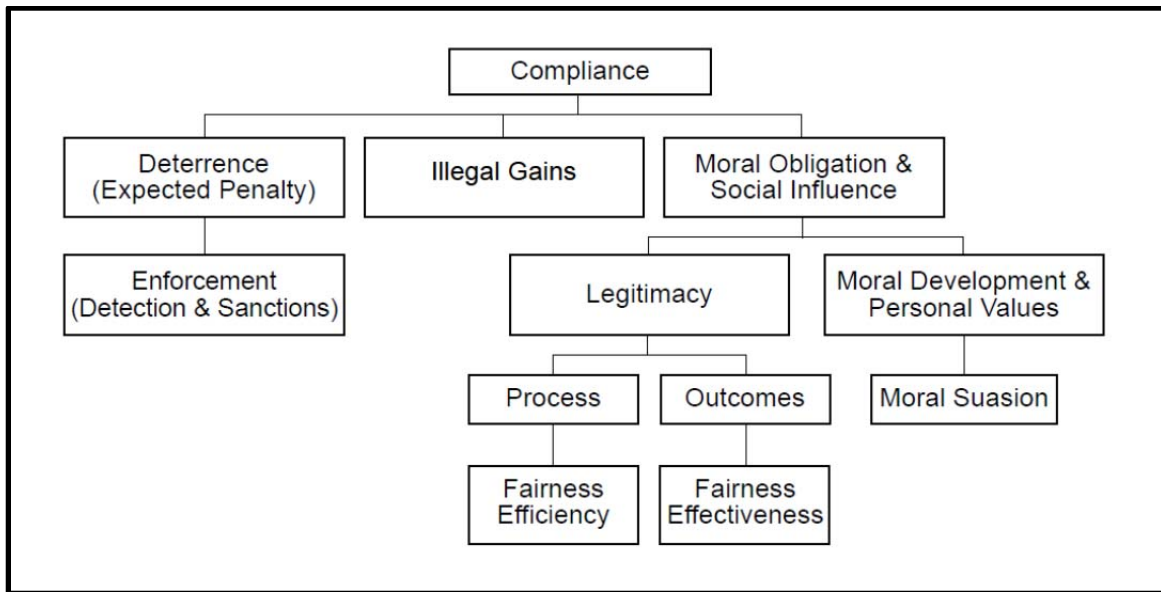 Compliance
Deterrence
(Expected Penalty)
Illegal Gains
Moral Obligation &
Social Influence
Enforcement
(Detection & Sanctions)
Legitimacy
Moral Development &
Personal Values
Process
Outcomes
Moral Suasion
Fairness
Efficiency
Fairness
Effectiveness